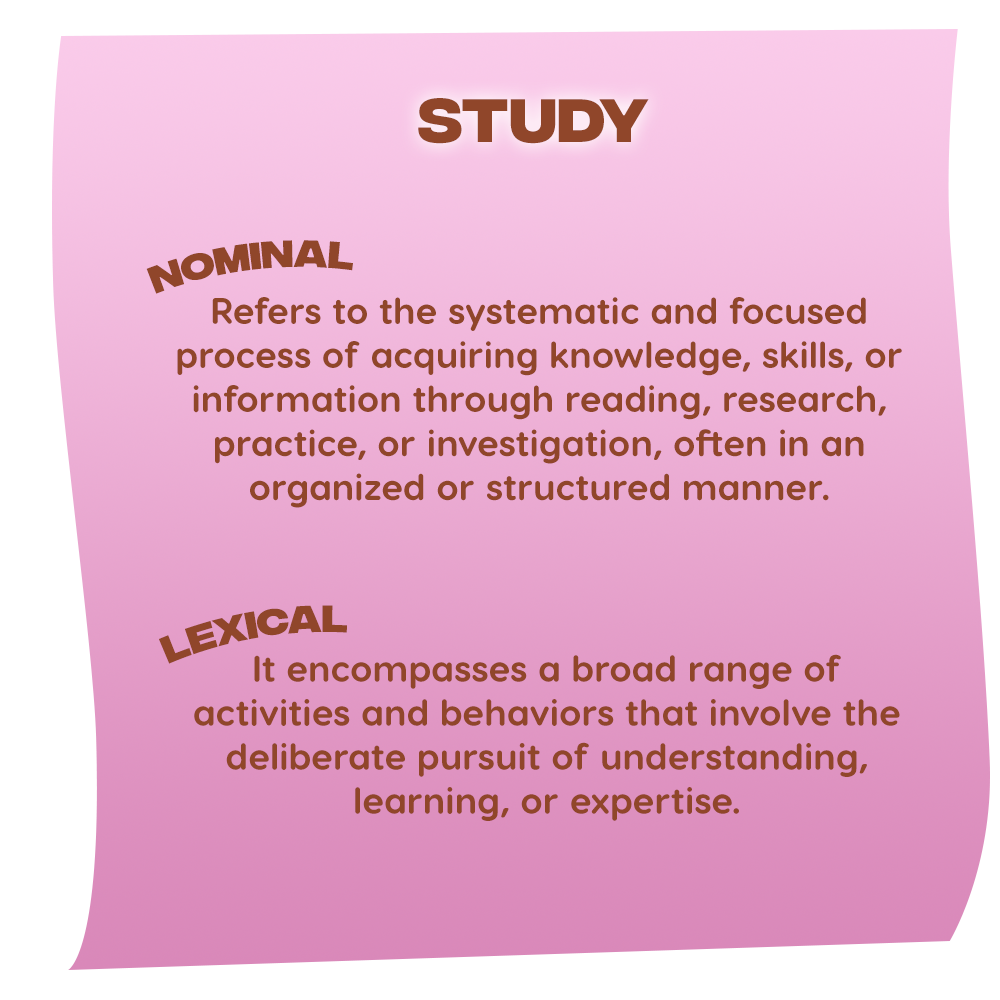 STUDY
NOMINAL
Refers to the systematic and focused
process of acquiring knowledge, skills, or
information through reading, research,
practice, or investigation, often in an
organized or structured manner.
LEXICAL
It encompasses a broad range of
activities and behaviors that involve the
deliberate pursuit of understanding,
learning, or expertise.